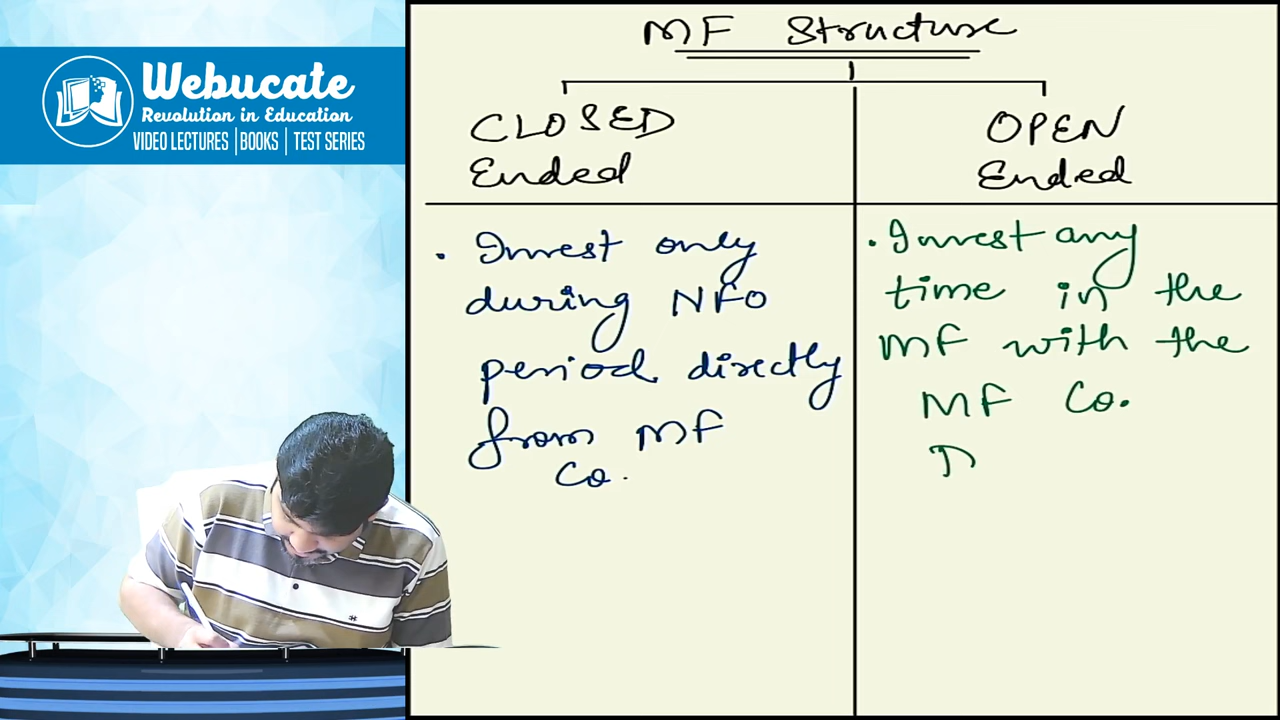 Webucate
Revolution in Education
VIDEO LECTURES | BOOKS | TEST SERIES
MF Structure
CLOSED
Ended
• Invest only
during NFO
period directly
from MF
Co.
OPEN
Ended
• Invest any
time in the
MF with the
MF Co.